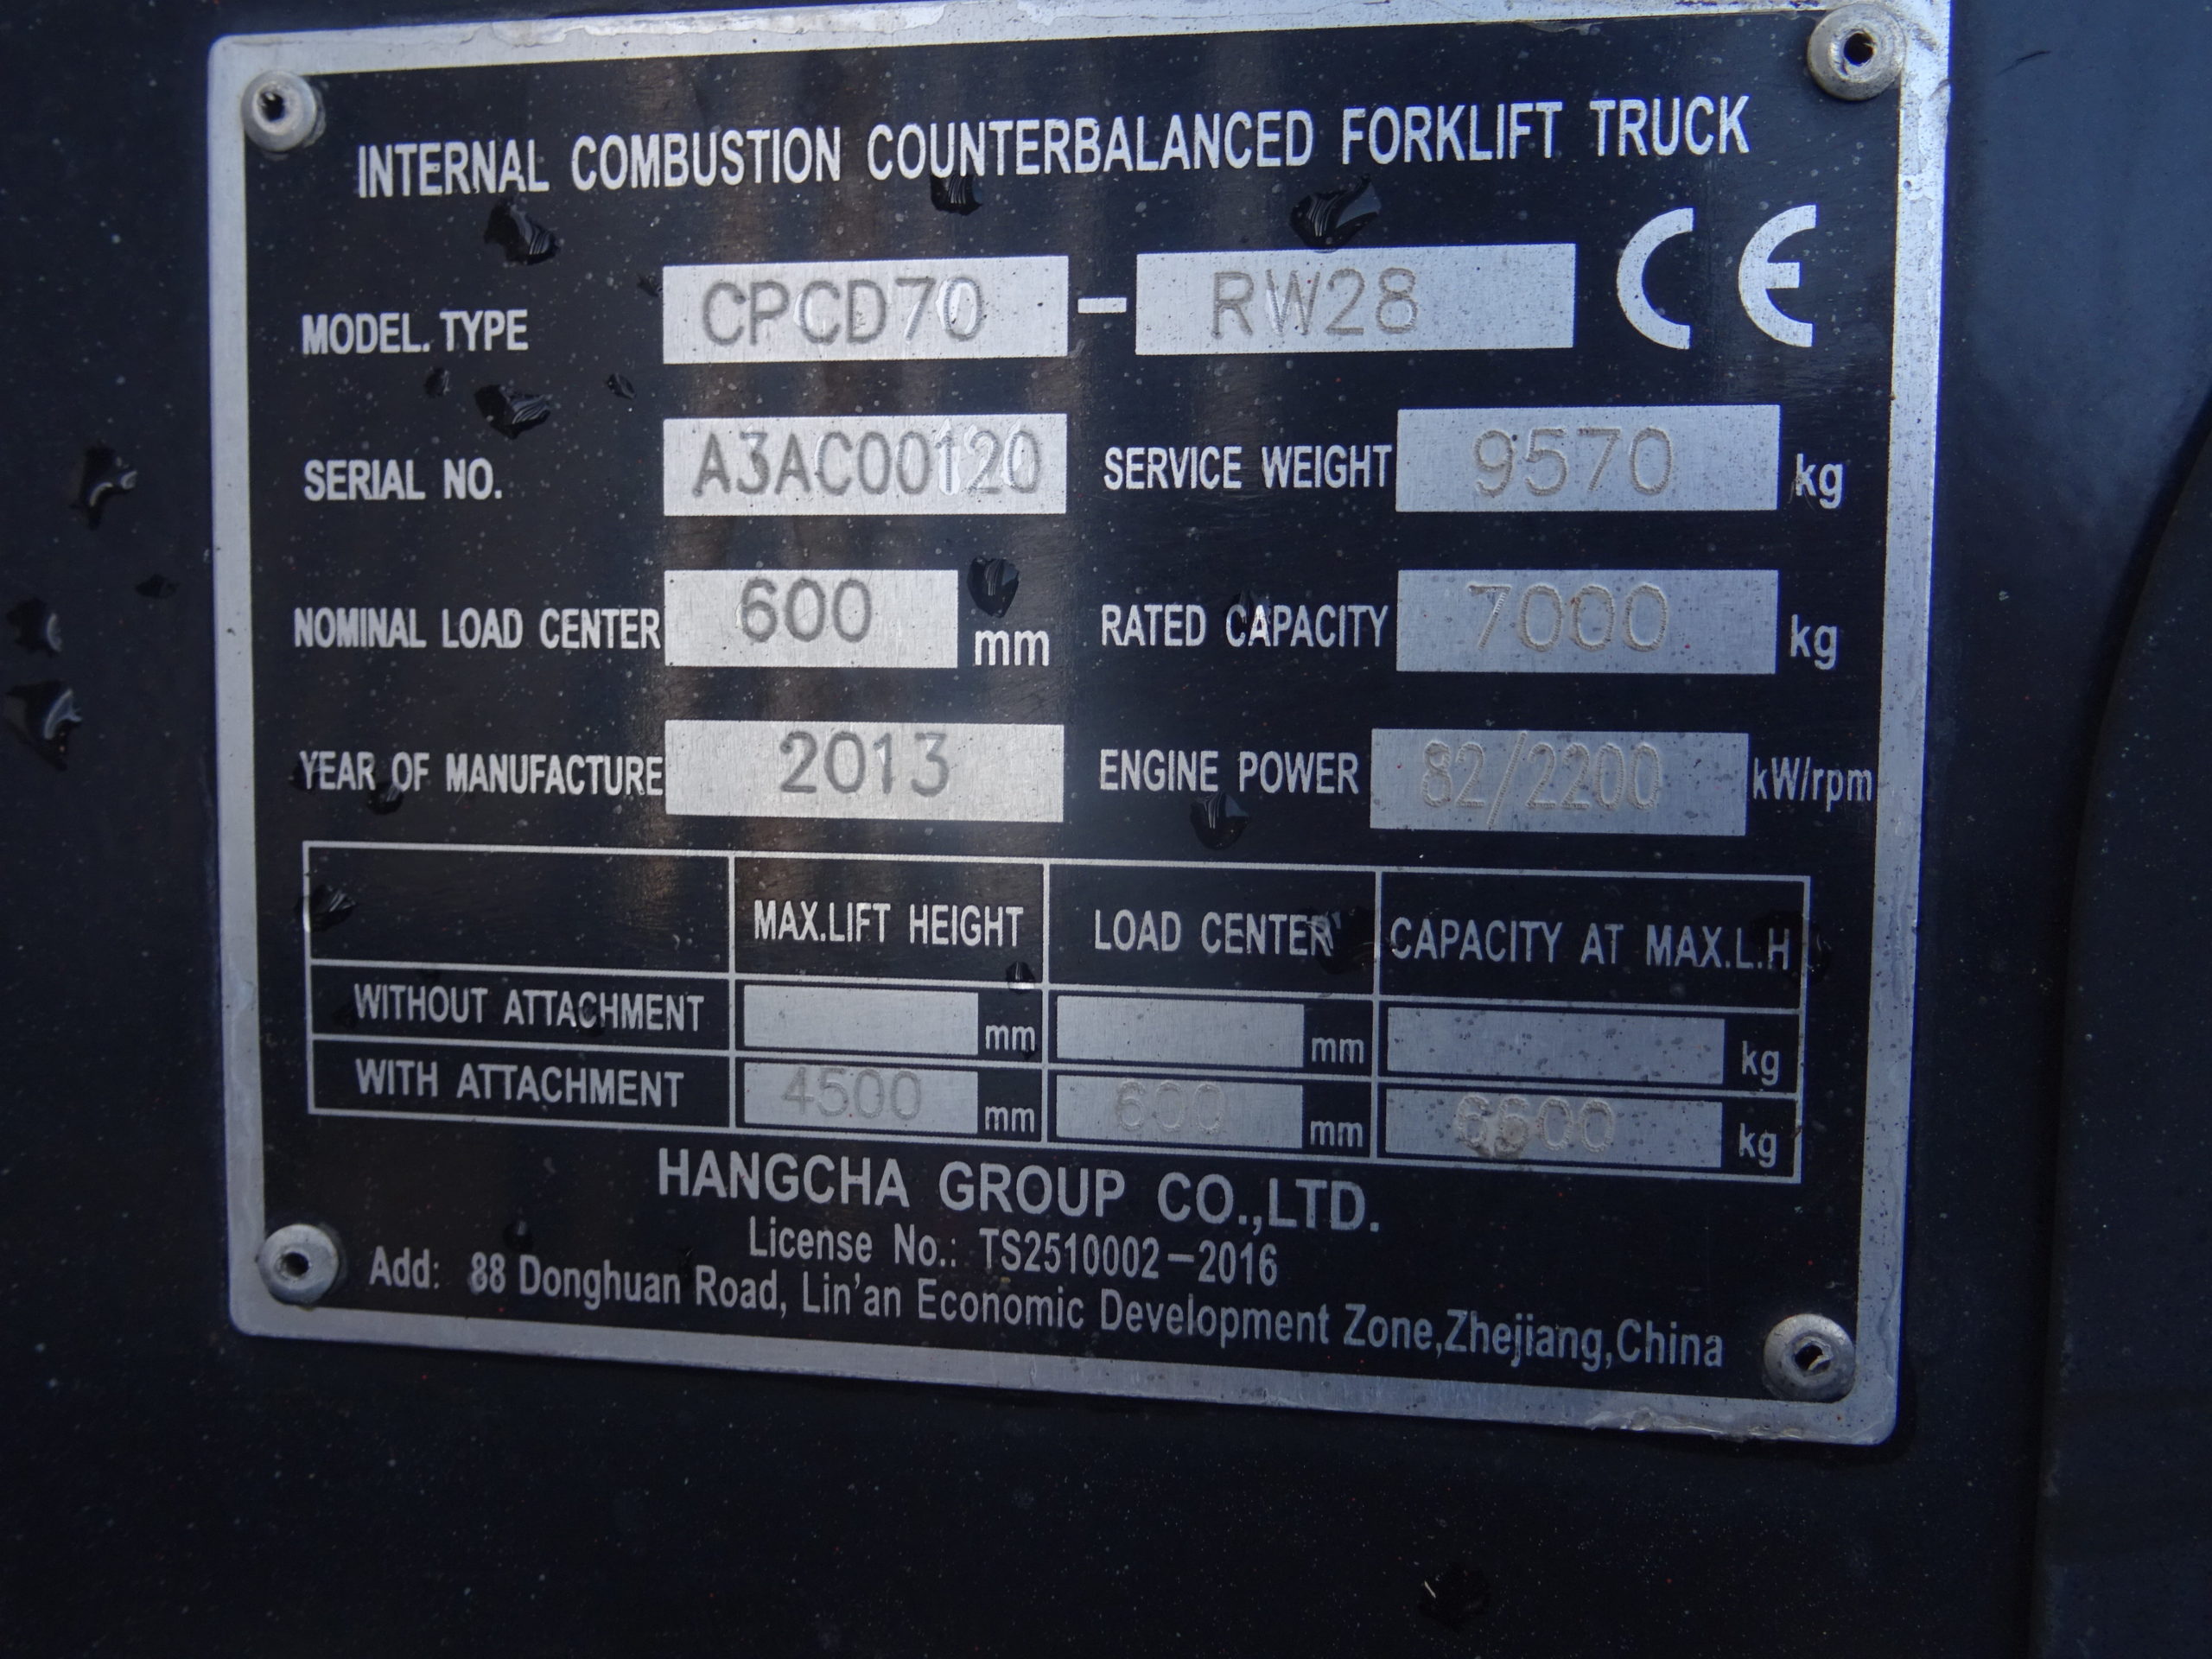 INTERNAL COMBUSTION COUNTERBALANCED FORKLIFT TRUCK
MODEL. TYPE CPCD70 - RW28 CE
SERIAL NO. A3AC00120 SERVICE WEIGHT 9570 kg
NOMINAL LOAD CENTER 600 mm RATED CAPACITY 7000 kg
YEAR OF MANUFACTURE 2013 ENGINE POWER 82/2200 kW/rpm
MAX.LIFT HEIGHT LOAD CENTER CAPACITY AT MAX.L.H
WITHOUT ATTACHMENT mm mm kg
WITH ATTACHMENT 4500 mm 600 mm 6600 kg
HANGCHA GROUP CO.,LTD.
License No.: TS2510002-2016
Add: 88 Donghuan Road, Lin'an Economic Development Zone,Zhejiang,China